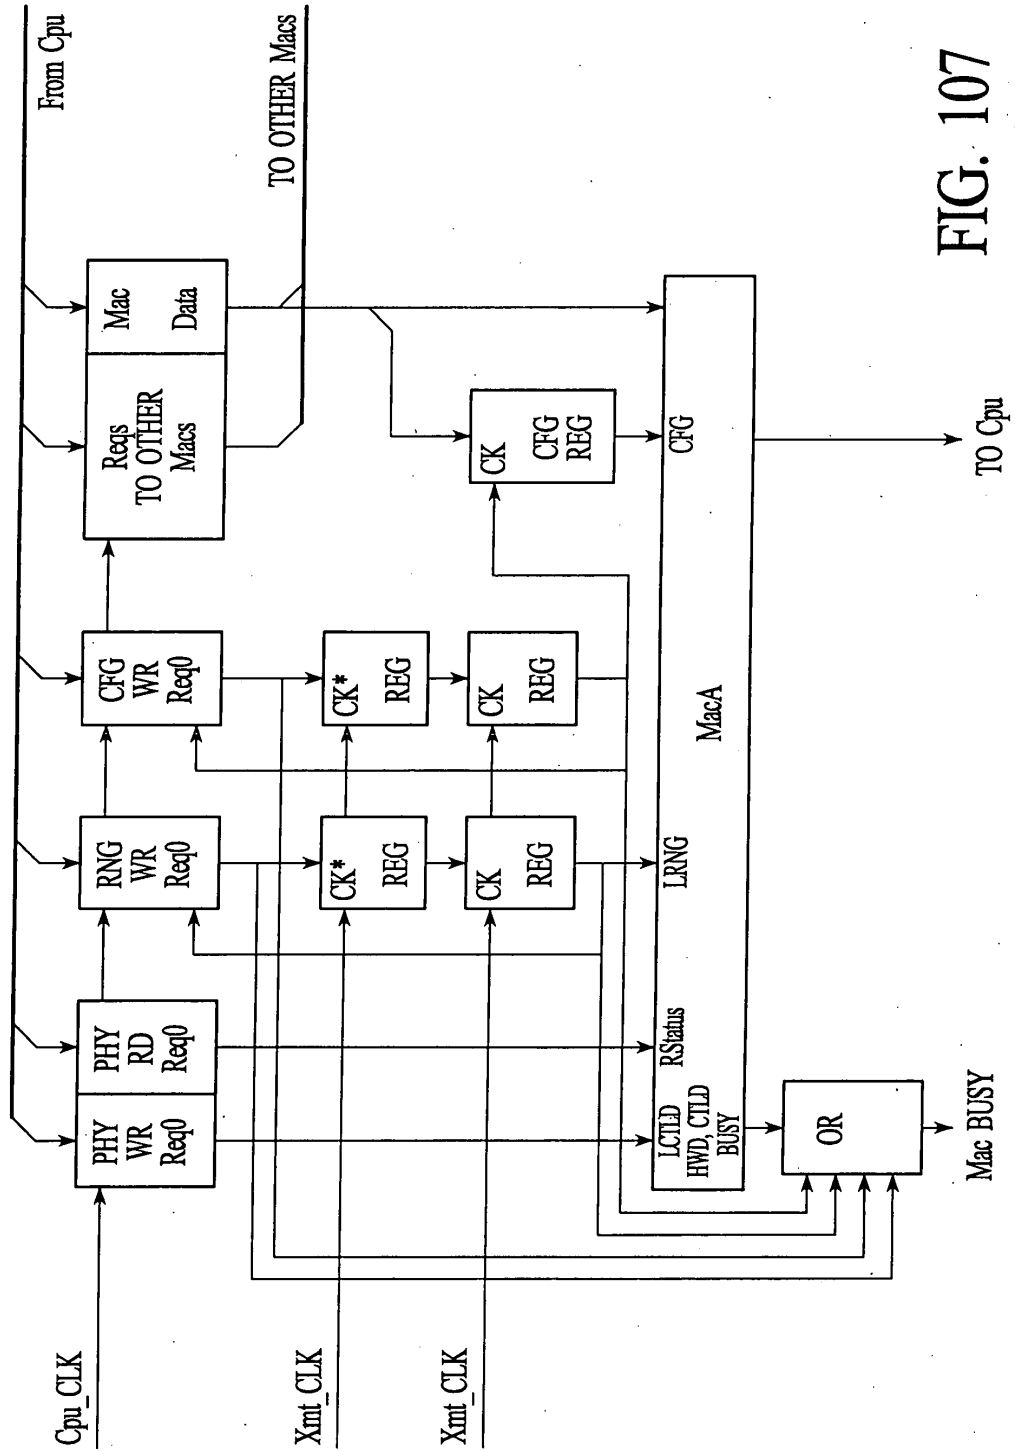 From Cpu
TO OTHER Macs
Cpu_CLK
PHY
WR
Req0
PHY
RD
Req0
RNG
WR
Req0
CFG
WR
Req0
Reqs
TO OTHER
Macs
Mac
Data
Xmt_CLK
CK*
REG
CK*
REG
Xmt_CLK
CK
REG
CK
REG
CK
CFG
REG
LCTLD
HWD, CTLD
BUSY
RStatus
LRNG
MacA
CFG
OR
Mac BUSY
TO Cpu
FIG. 107